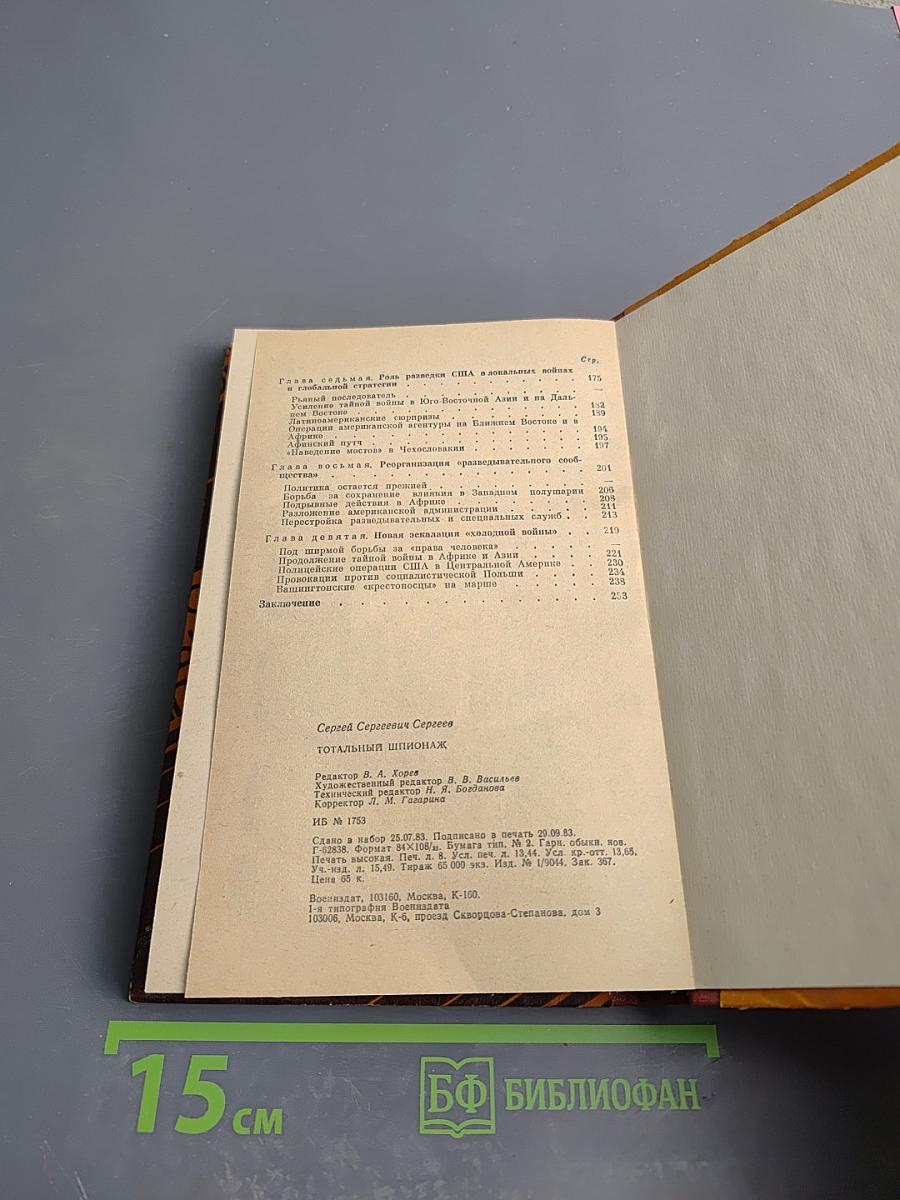 Стр.
Глава седьмая. Роль разведки США в локальных войнах
и глобальной стратегии . . . . . . . . . . 175
Рьяный последователь . . . . . . . . . . —
Усиление тайной войны в Юго-Восточной Азии и на Даль-
нем Востоке . . . . . . . . . . 182
Латиноамериканские сюрпризы . . . . . . . 189
Операции американской агентуры на Ближнем Востоке и в
Африке . . . . . . . . . . 194
Афинский путч . . . . . . . . . . 195
«Наведение мостов» в Чехословакии . . . . . . 197
Глава восьмая. Реорганизация «разведывательного сооб-
щества» . . . . . . . . . . 201
Политика остается прежней . . . . . . . —
Борьба за сохранение влияния в Западном полушарии 206
Подрывные действия в Африке . . . . . . 208
Разложение американской администрации . . . . . 211
Перестройка разведывательных и специальных служб . . 213
Глава девятая. Новая эскалация «холодной войны» . . 219
Под ширмой борьбы за «права человека» . . . . . —
Продолжение тайной войны в Африке и Азии . . . . 221
Полицейские операции США в Центральной Америке . . 230
Провокации против социалистической Польши . . . . 234
Вашингтонские «крестоносцы» на марше . . . . . 238
Заключение . . . . . . . . . . 253
Сергей Сергеевич Сергеев
ТОТАЛЬНЫЙ ШПИОНАЖ
Редактор В. А. Хорев
Художественный редактор В. В. Васильев
Технический редактор Н. Я. Богданова
Корректор Л. М. Гагарина
ИБ № 1753
Сдано в набор 25.07.83. Подписано в печать 29.09.83.
Г-62838. Формат 84×108/32. Бумага тип. № 2. Гарн. обыкн. нов.
Печать высокая. Печ. л. 8. Усл. печ. л. 13,44. Усл. кр.-отт. 13,65.
Уч.-изд. л. 15,49. Тираж 65 000 экз. Изд. № 1/9044. Зак. 367.
Цена 65 к.
Воениздат, 103160, Москва, К-160.
1-я типография Воениздата
103006, Москва, К-6, проезд Скворцова-Степанова, дом 3
15 см
БФ БИБЛИОФАН